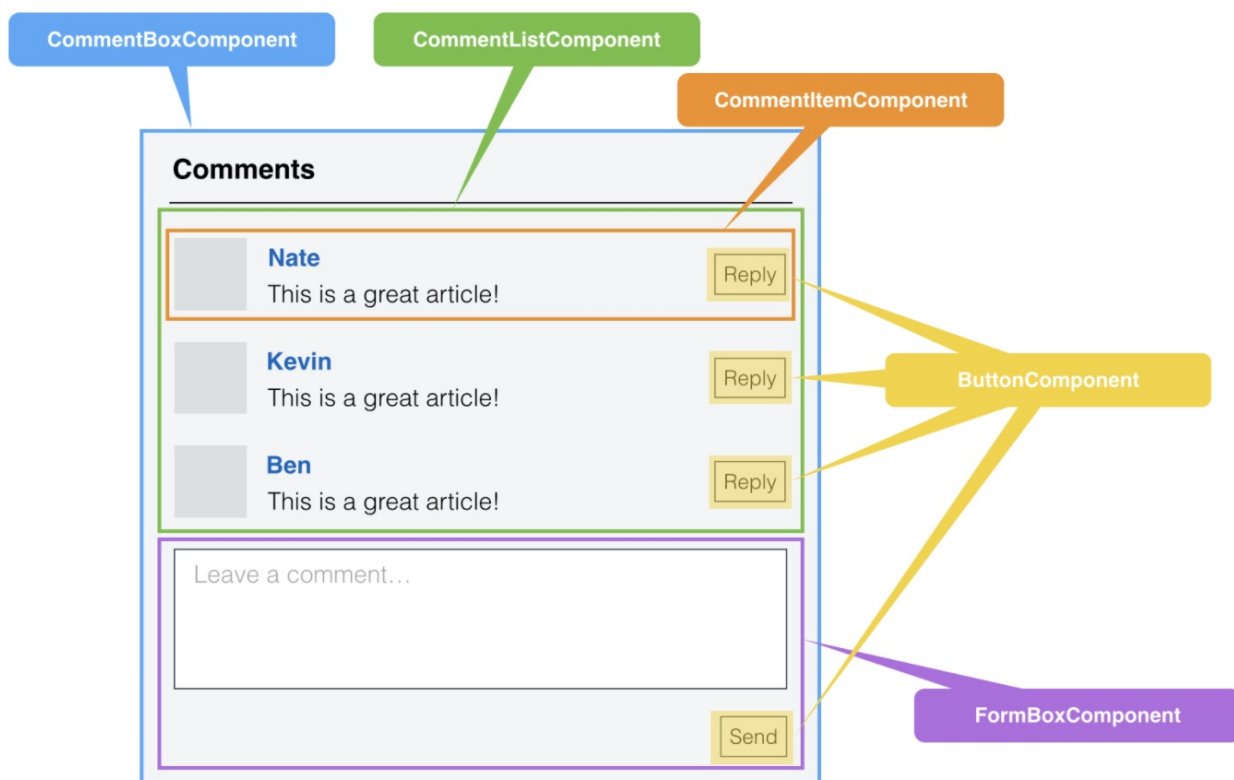 CommentBoxComponent
CommentListComponent
CommentItemComponent
Comments
Nate
This is a great article!
Reply
Kevin
This is a great article!
Reply
ButtonComponent
Ben
This is a great article!
Reply
Leave a comment...
FormBoxComponent
Send